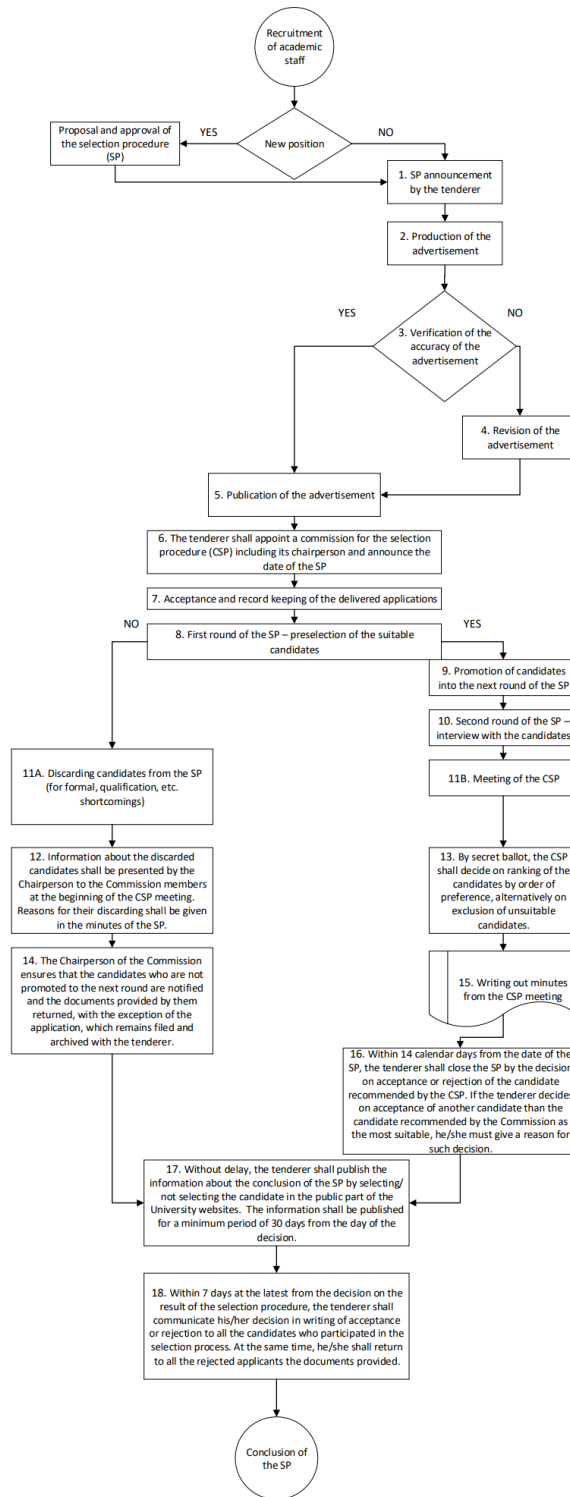 Recruitment
of academic
staff
Proposal and approval of
the selection procedure
(SP)
YES
New position
NO
1. SP announcement
by the tenderer
2. Production of the
advertisement
YES
NO
3. Verification of the
accuracy of the
advertisement
4. Revision of the
advertisement
5. Publication of the advertisement
6. The tenderer shall appoint a commission for the selection
procedure (CSP) including its chairperson and announce the
date of the SP
7. Acceptance and record keeping of the delivered applications
NO
YES
8. First round of the SP – preselection of the suitable
candidates
9. Promotion of candidates
into the next round of the SP
10. Second round of the SP –
interview with the candidates
11A. Discarding candidates from the SP
(for formal, qualification, etc.
shortcomings)
11B. Meeting of the CSP
12. Information about the discarded
candidates shall be presented by the
Chairperson to the Commission members
at the beginning of the CSP meeting.
Reasons for their discarding shall be given
in the minutes of the SP.
13. By secret ballot, the CSP
shall decide on ranking of the
candidates by order of
preference, alternatively on
exclusion of unsuitable
candidates.
14. The Chairperson of the Commission
ensures that the candidates who are not
promoted to the next round are notified
and the documents provided by them
returned, with the exception of the
application, which remains filed and
archived with the tenderer.
15. Writing out minutes
from the CSP meeting
16. Within 14 calendar days from the date of the
SP, the tenderer shall close the SP by the decision
on acceptance or rejection of the candidate
recommended by the CSP. If the tenderer decides
on acceptance of another candidate than the
candidate recommended by the Commission as
the most suitable, he/she must give a reason for
such decision.
17. Without delay, the tenderer shall publish the
information about the conclusion of the SP by selecting/
not selecting the candidate in the public part of the
University websites.  The information shall be published
for a minimum period of 30 days from the day of the
decision.
18. Within 7 days at the latest from the decision on the
result of the selection procedure, the tenderer shall
communicate his/her decision in writing of acceptance
or rejection to all the candidates who participated in the
selection process. At the same time, he/she shall return
to all the rejected applicants the documents provided.
Conclusion of
the SP